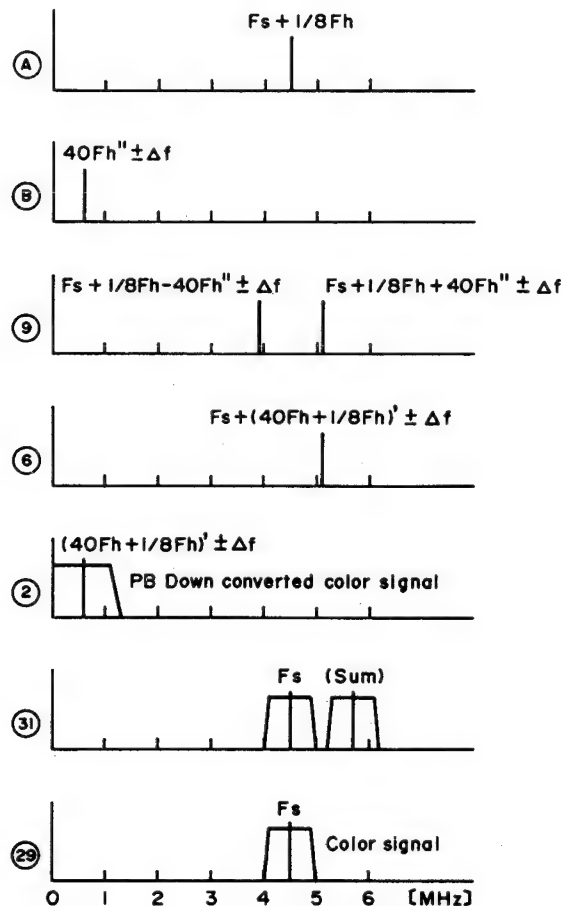 Fs+1/8Fh
A
40Fh" ± Δf
B
Fs+1/8Fh-40Fh" ± Δf Fs+1/8Fh+40Fh" ± Δf
9
Fs+(40Fh+1/8Fh)' ± Δf
6
(40Fh+1/8Fh)' ± Δf
2 PB Down converted color signal
Fs (Sum)
31
Fs
29 Color signal
0 1 2 3 4 5 6 [MHz]